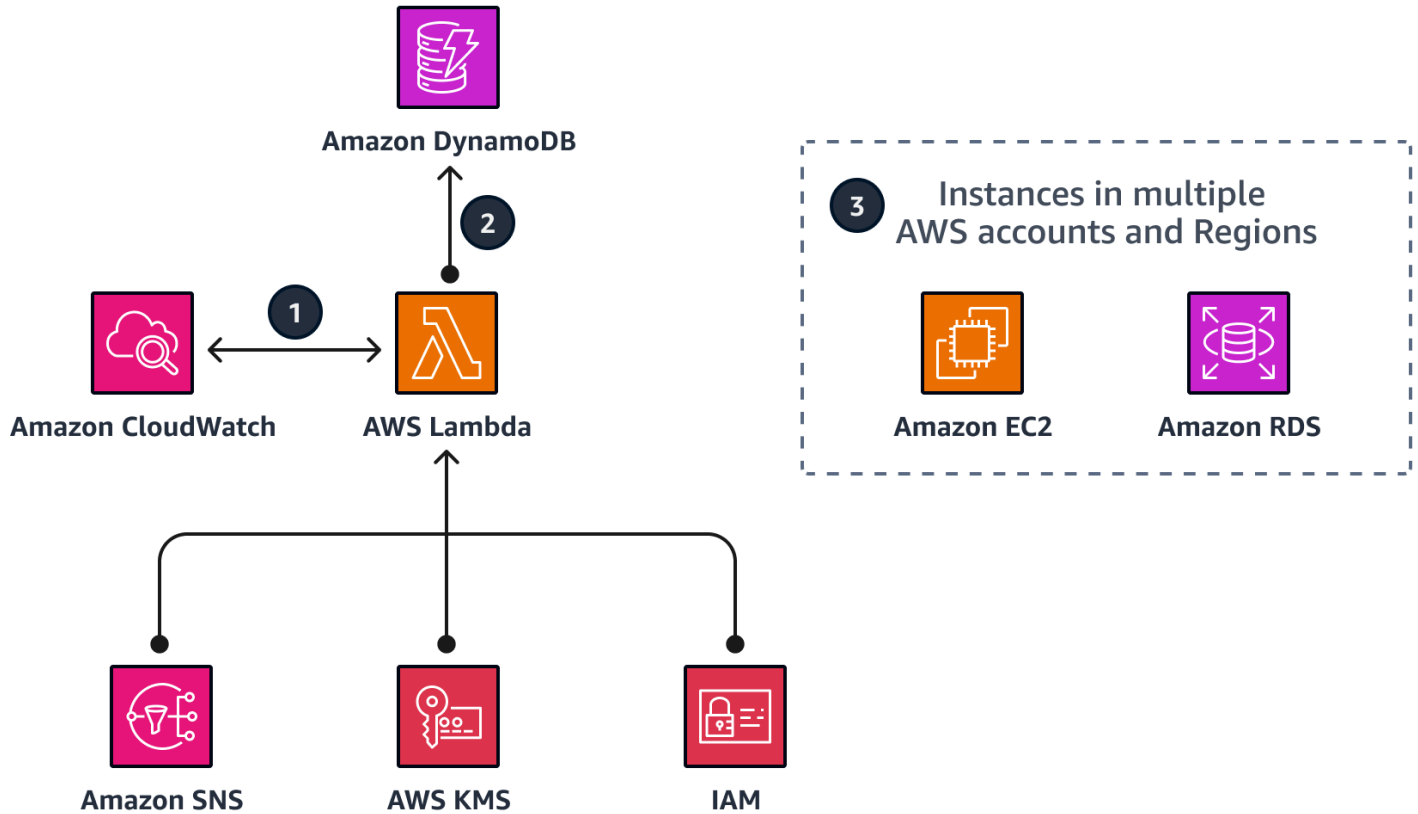 Amazon DynamoDB
2
3
Instances in multiple
AWS accounts and Regions
1
Amazon CloudWatch
AWS Lambda
Amazon EC2
Amazon RDS
Amazon SNS
AWS KMS
IAM